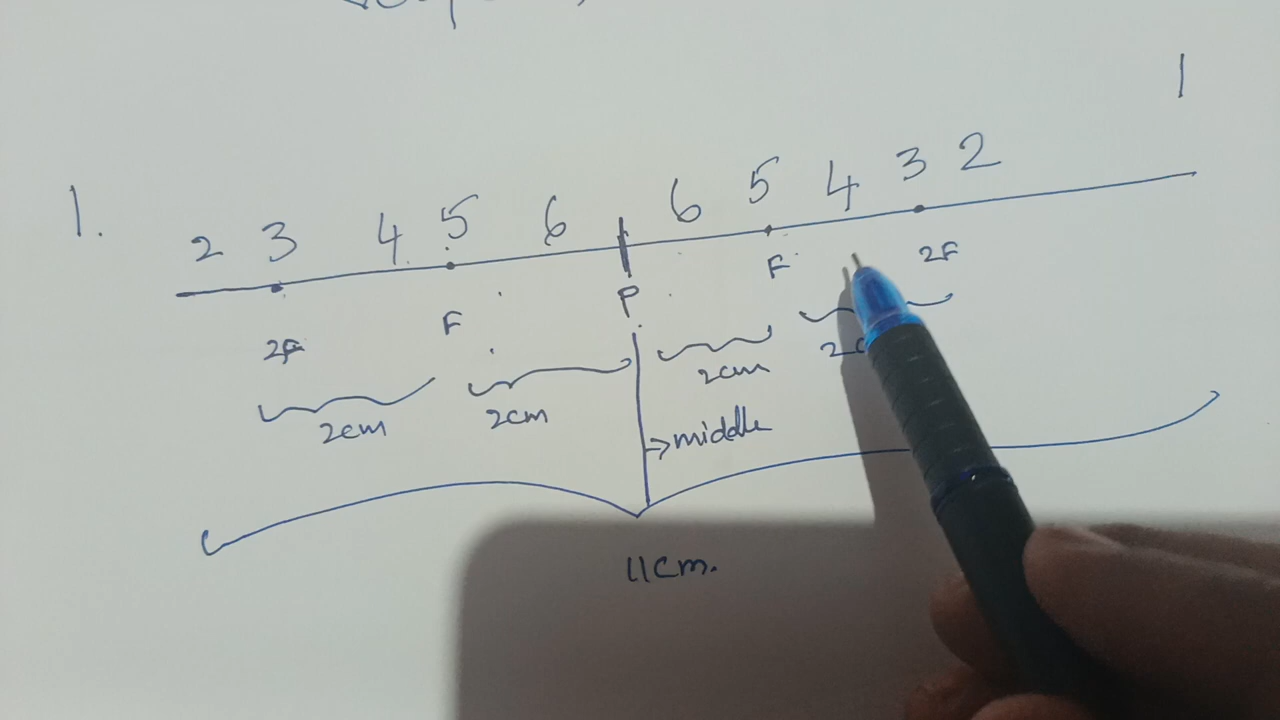 1
1. 2 3 4 5 6 6 5 4 3 2
2F F P F 2F
2cm 2cm 2cm
middle
11cm.